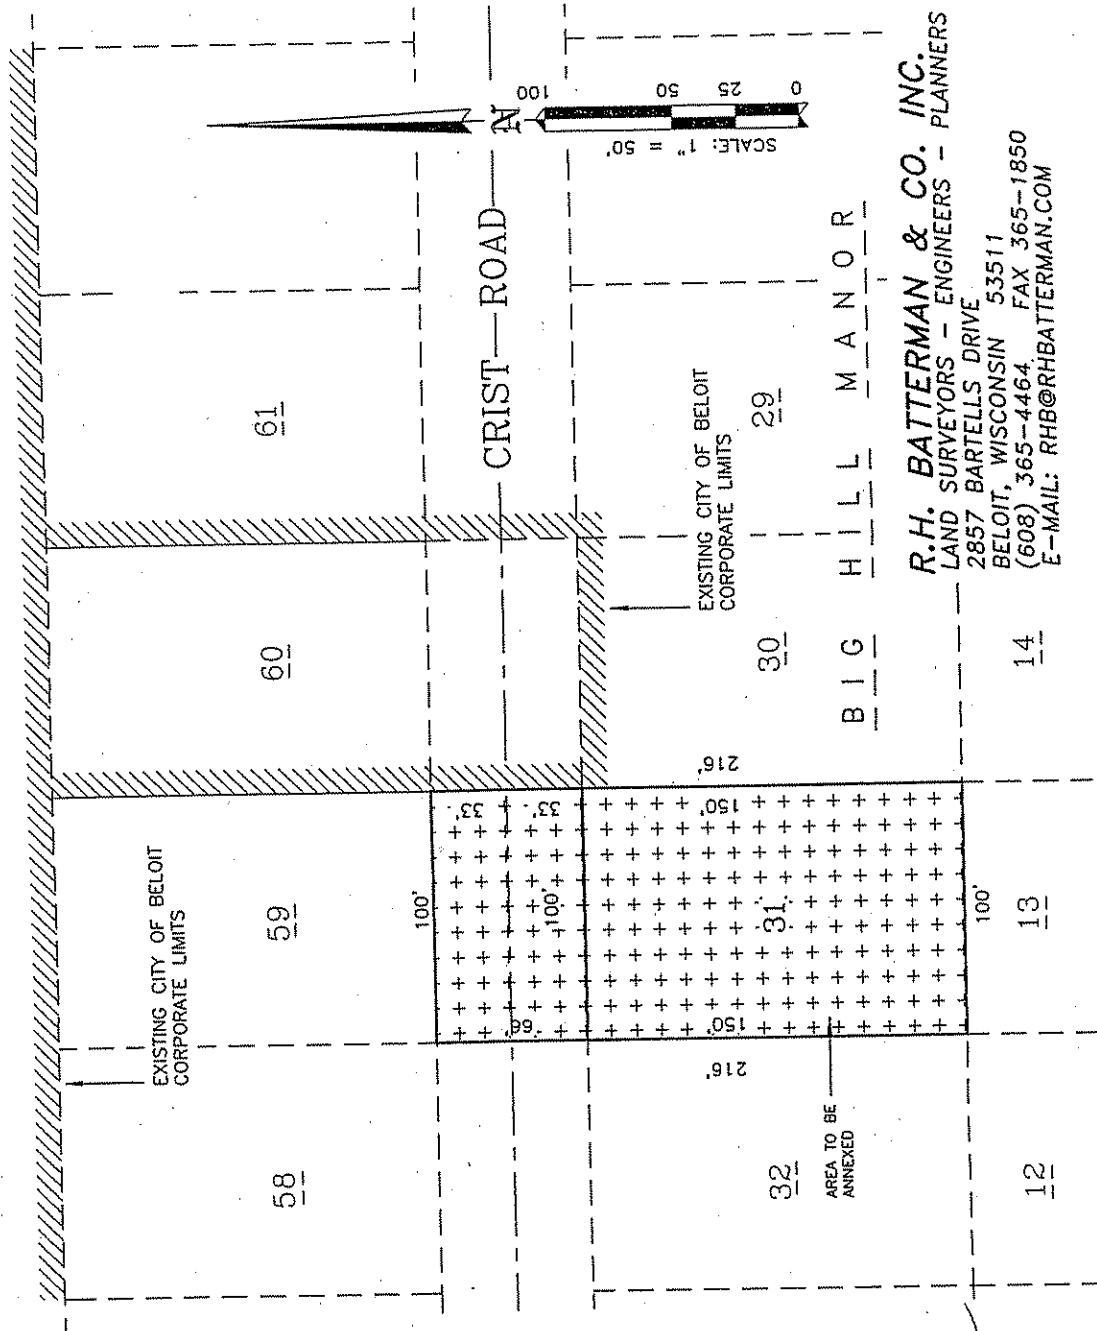 EXISTING CITY OF BELOIT
CORPORATE LIMITS
58
59
60
61
100'
33'
33'
66'
100'
CRIST ROAD
N
100
50
25
0
SCALE: 1" = 50'
EXISTING CITY OF BELOIT
CORPORATE LIMITS
216'
150'
150'
216'
32
31
30
29
AREA TO BE
ANNEXED
BIG HILL MANOR
100'
12
13
14
R.H. BATTERMAN & CO. INC.
LAND SURVEYORS - ENGINEERS - PLANNERS
2857 BARTELLS DRIVE
BELOIT, WISCONSIN 53511
(608) 365-4464 FAX 365-1850
E-MAIL: RHB@RHBATTERMAN.COM